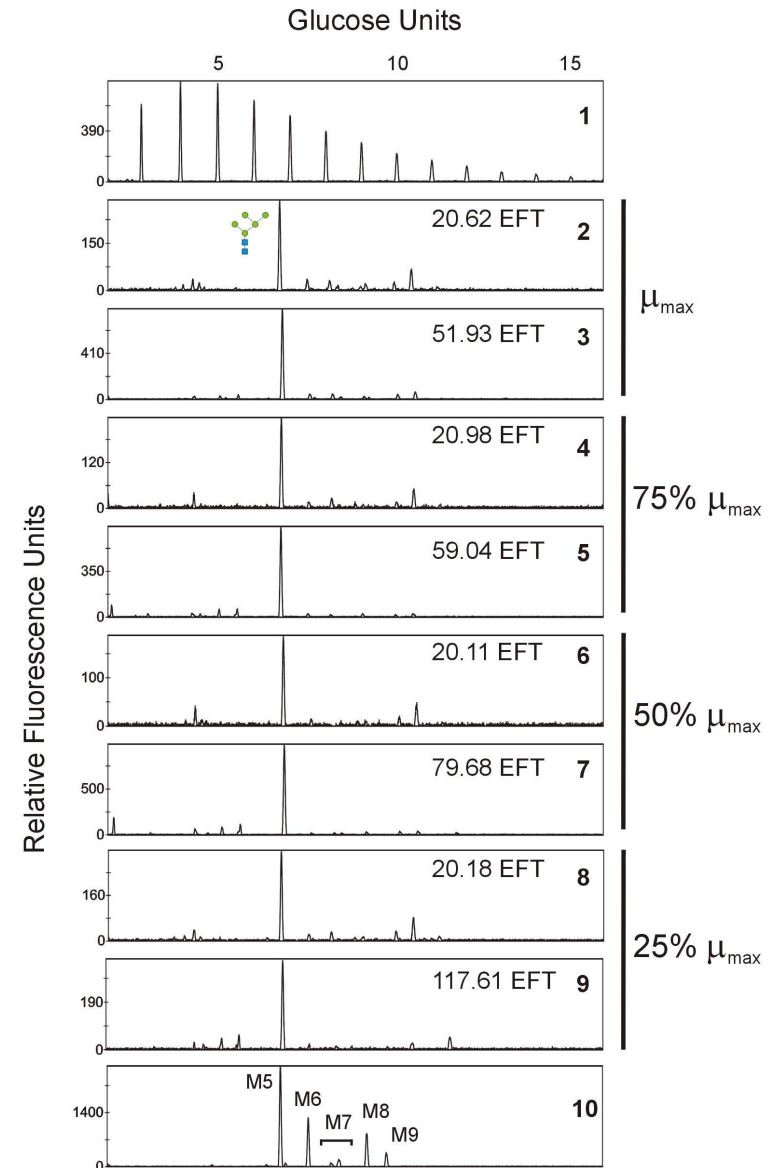 Glucose Units
5 10 15
390
0
1
150
0
20.62 EFT 2
410
0
51.93 EFT 3
μmax
120
0
20.98 EFT 4
350
0
59.04 EFT 5
75% μmax
100
0
20.11 EFT 6
500
0
79.68 EFT 7
50% μmax
160
0
20.18 EFT 8
190
0
117.61 EFT 9
25% μmax
1400
0
M5
M6
M7
M8
M9
10
Relative Fluorescence Units